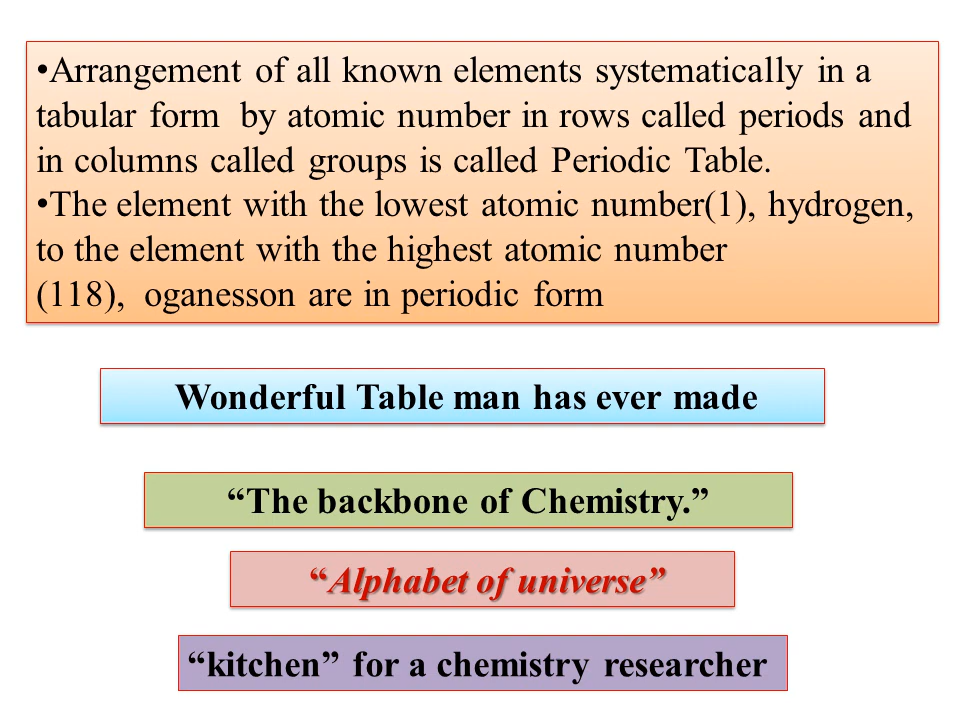 •Arrangement of all known elements systematically in a
tabular form  by atomic number in rows called periods and
in columns called groups is called Periodic Table.
•The element with the lowest atomic number(1), hydrogen,
to the element with the highest atomic number
(118),  oganesson are in periodic form
Wonderful Table man has ever made
“The backbone of Chemistry.”
“Alphabet of universe”
“kitchen” for a chemistry researcher